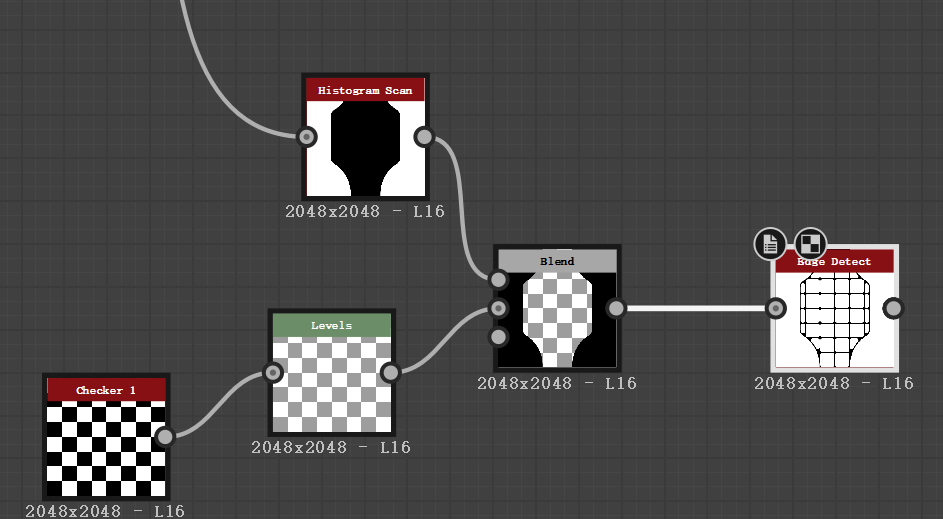 Histogram Scan
2048x2048 - L16
Blend
2048x2048 - L16
Edge Detect
2048x2048 - L16
Levels
2048x2048 - L16
Checker 1
2048x2048 - L16